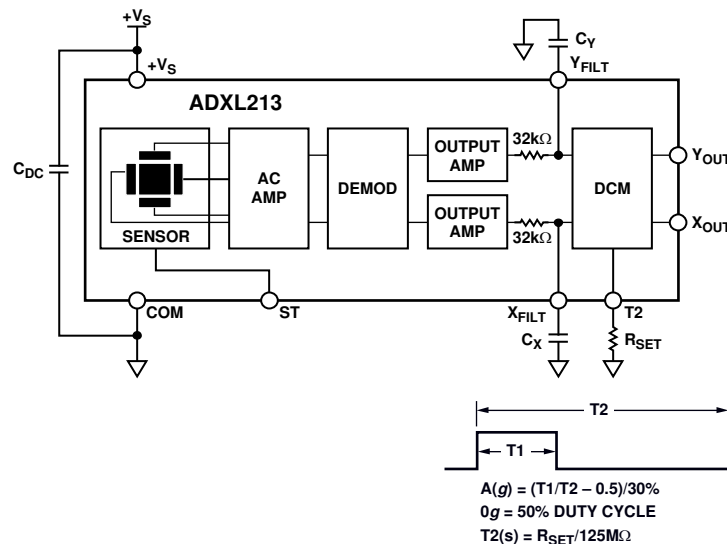 +VS
+VS
CY
YFILT
ADXL213
CDC
SENSOR
AC
AMP
DEMOD
OUTPUT
AMP
32kΩ
OUTPUT
AMP
32kΩ
DCM
YOUT
XOUT
COM
ST
XFILT
T2
CX
RSET
T2
T1
A(g) = (T1/T2 – 0.5)/30%
0g = 50% DUTY CYCLE
T2(s) = RSET/125MΩ